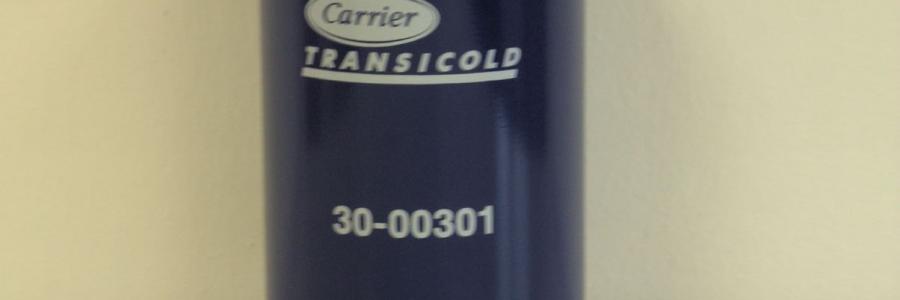 Carrier
TRANSICOLD
30-00301